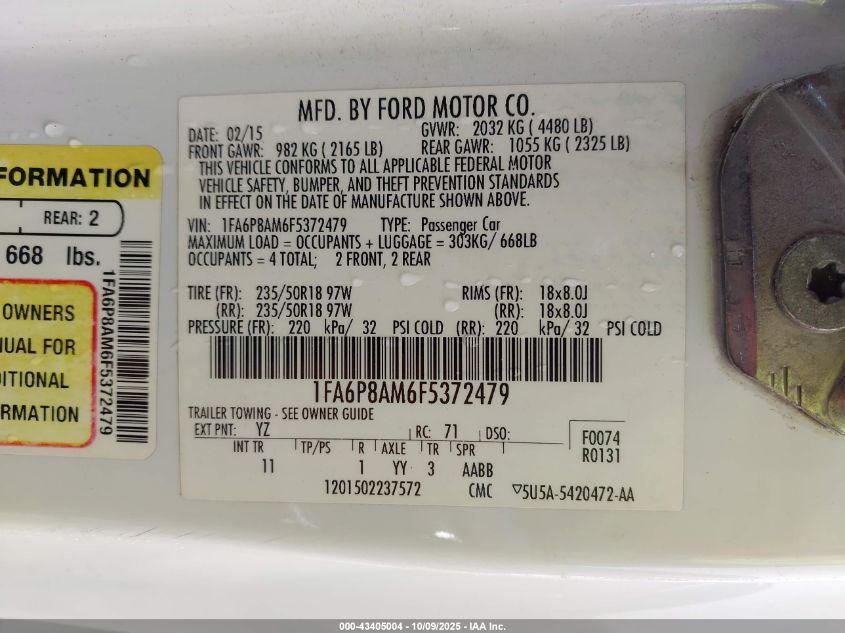 MFD. BY FORD MOTOR CO.
DATE: 02/15 GVWR: 2032 KG ( 4480 LB)
FRONT GAWR: 982 KG ( 2165 LB) REAR GAWR: 1055 KG ( 2325 LB)
THIS VEHICLE CONFORMS TO ALL APPLICABLE FEDERAL MOTOR
VEHICLE SAFETY, BUMPER, AND THEFT PREVENTION STANDARDS
IN EFFECT ON THE DATE OF MANUFACTURE SHOWN ABOVE.
VIN: 1FA6P8AM6F5372479 TYPE: Passenger Car
MAXIMUM LOAD = OCCUPANTS + LUGGAGE = 303KG/ 668LB
OCCUPANTS = 4 TOTAL; 2 FRONT, 2 REAR
TIRE (FR): 235/50R18 97W RIMS (FR): 18x8.0J
(RR): 235/50R18 97W (RR): 18x8.0J
PRESSURE (FR): 220 kPa/ 32 PSI COLD (RR): 220 kPa/ 32 PSI COLD
1FA6P8AM6F5372479
TRAILER TOWING - SEE OWNER GUIDE
EXT PNT: YZ RC: 71 DSO:
INT TR TP/PS R AXLE TR SPR
11 1 YY 3 AABB
F0074
R0131
1201502237572 CMC ▽5U5A-5420472-AA
FORMATION
REAR: 2
668 lbs.
OWNERS
NUAL FOR
DITIONAL
ORMATION
1FA6P8AM6F5372479
000-43405004 - 10/09/2025 - IAA Inc.